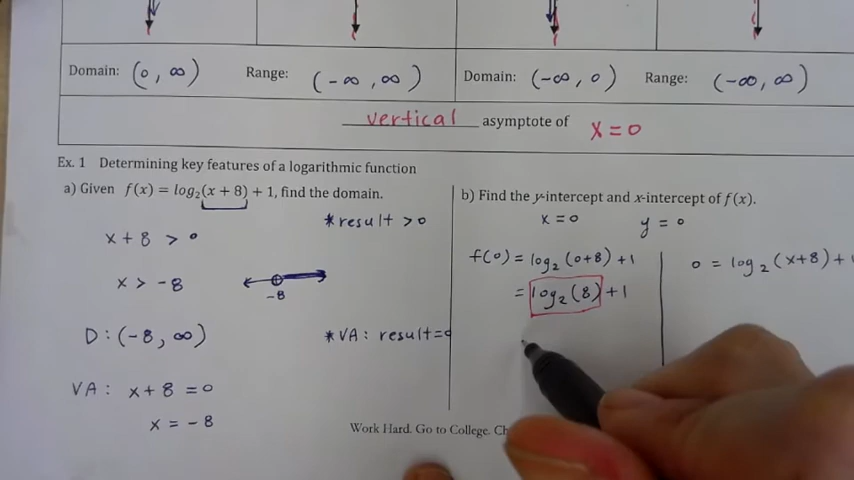 Domain: (0, ∞) Range: (-∞, ∞) Domain: (-∞, 0) Range: (-∞, ∞)
vertical asymptote of x = 0
Ex. 1 Determining key features of a logarithmic function
a) Given f(x) = log₂(x + 8) + 1, find the domain.
*result > 0
x + 8 > 0
x > -8
-8
D: (-8, ∞)
*VA: result = 0
VA: x + 8 = 0
x = -8
b) Find the y-intercept and x-intercept of f(x).
x = 0 y = 0
f(0) = log₂(0+8) + 1
= log₂(8) + 1
0 = log₂(x+8) + 1
Work Hard. Go to College.